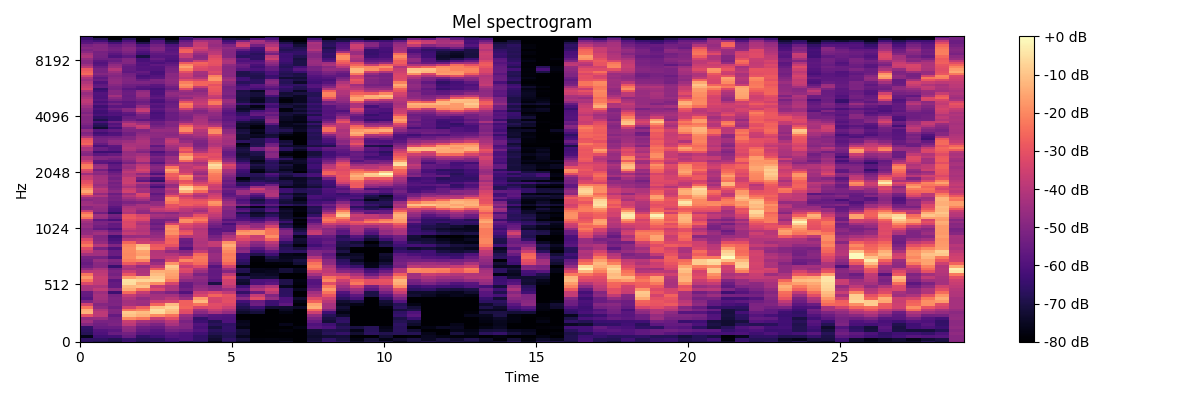 Mel spectrogram
8192
4096
2048
1024
512
0
Hz
0 5 10 15 20 25
Time
+0 dB
-10 dB
-20 dB
-30 dB
-40 dB
-50 dB
-60 dB
-70 dB
-80 dB